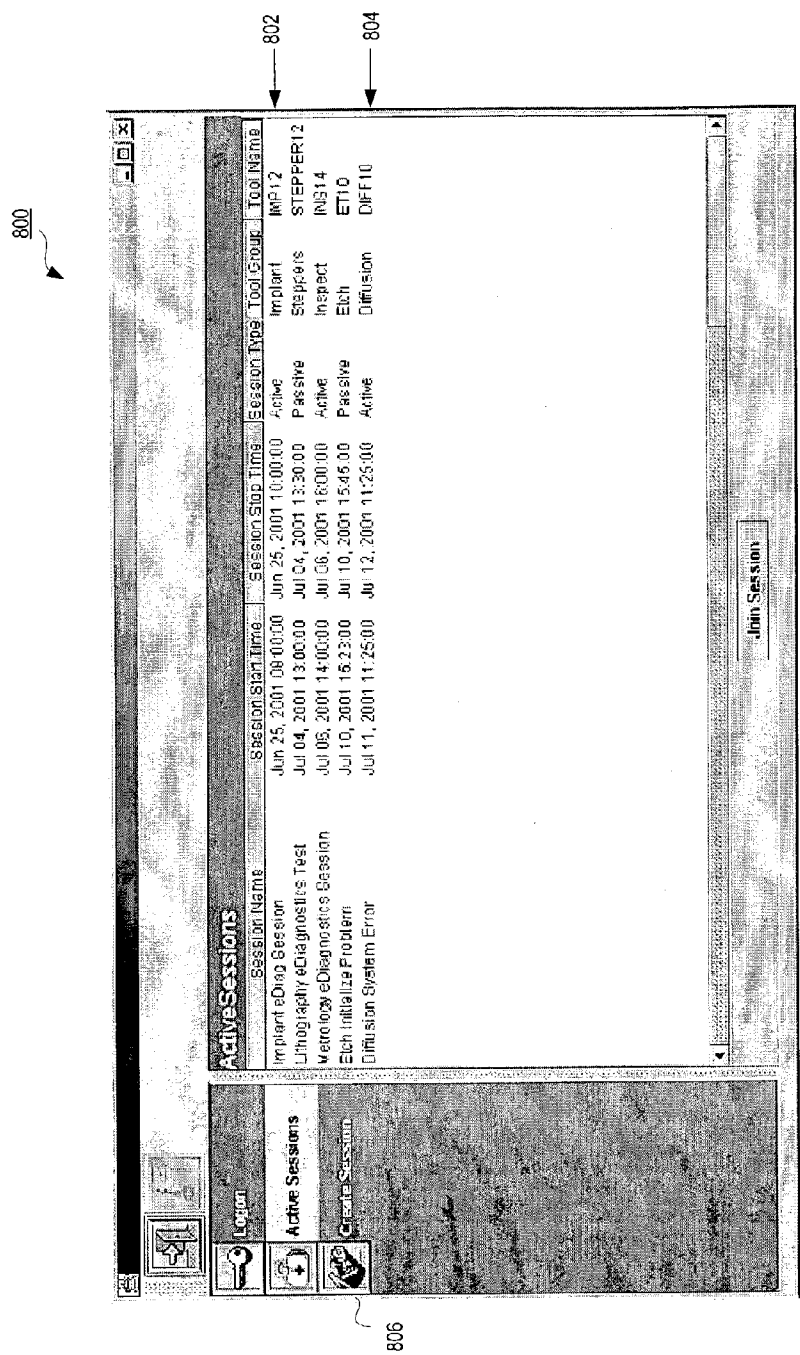 800
802
804
806
Logon
Active Sessions
Create Session
ActiveSessions
Session Name Session Start Time Session Stop Time Session Type Tool Group Tool Name
Implant eDiag Session Jun 25, 2001 08:00:00 Jun 25, 2001 10:00:00 Active Implant IMP12
Lithography eDiagnostics Test Jul 04, 2001 13:00:00 Jul 04, 2001 13:30:00 Passive Steppers STEPPER12
Metrology eDiagnostics Session Jul 06, 2001 14:00:00 Jul 06, 2001 16:00:00 Active Inspect INS14
Etch Initialize Problem Jul 10, 2001 15:23:00 Jul 10, 2001 15:45:00 Passive Etch ET10
Diffusion System Error Jul 11, 2001 11:25:00 Jul 12, 2001 11:25:00 Active Diffusion DIFF10
Join Session